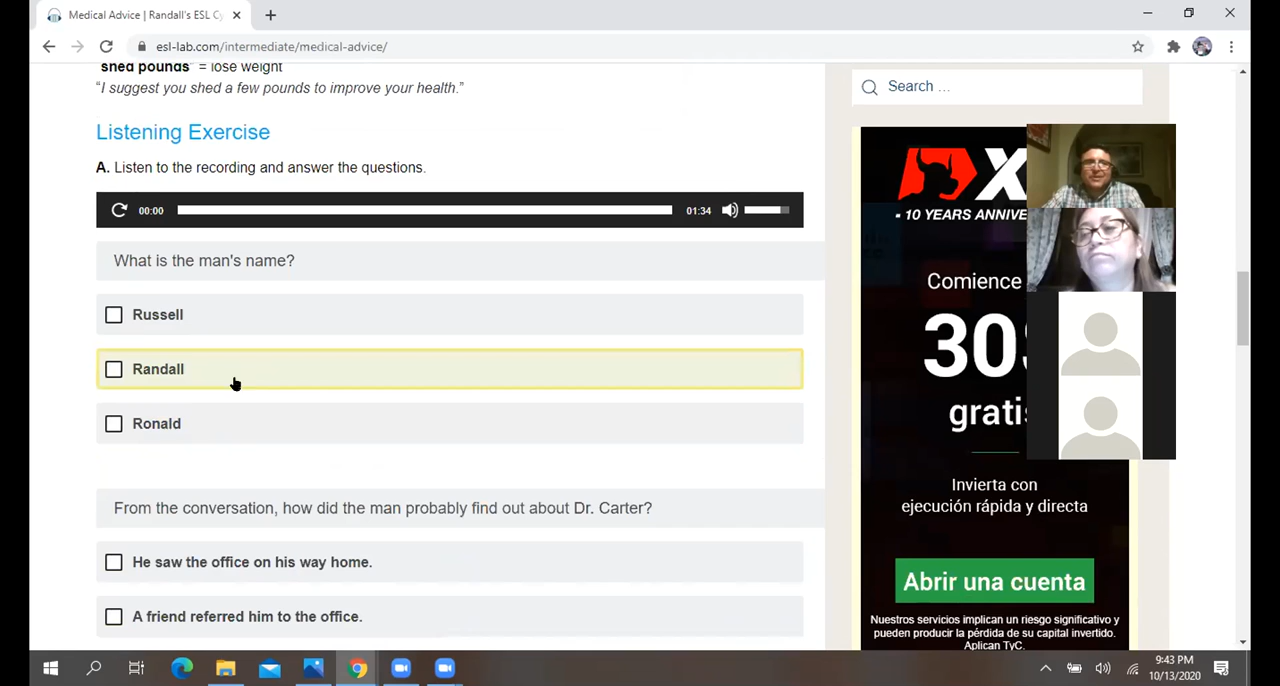 Medical Advice | Randall's ESL Cy
esl-lab.com/intermediate/medical-advice/
"shed pounds" = lose weight
"I suggest you shed a few pounds to improve your health."
Search …
Listening Exercise
A. Listen to the recording and answer the questions.
00:00
01:34
- 10 YEARS ANNIVE
What is the man's name?
Russell
Randall
Ronald
From the conversation, how did the man probably find out about Dr. Carter?
He saw the office on his way home.
A friend referred him to the office.
X
Comience
30
gratis
Invierta con
ejecución rápida y directa
Abrir una cuenta
Nuestros servicios implican un riesgo significativo y
pueden producir la pérdida de su capital invertido.
Aplican TyC.
9:43 PM
10/13/2020